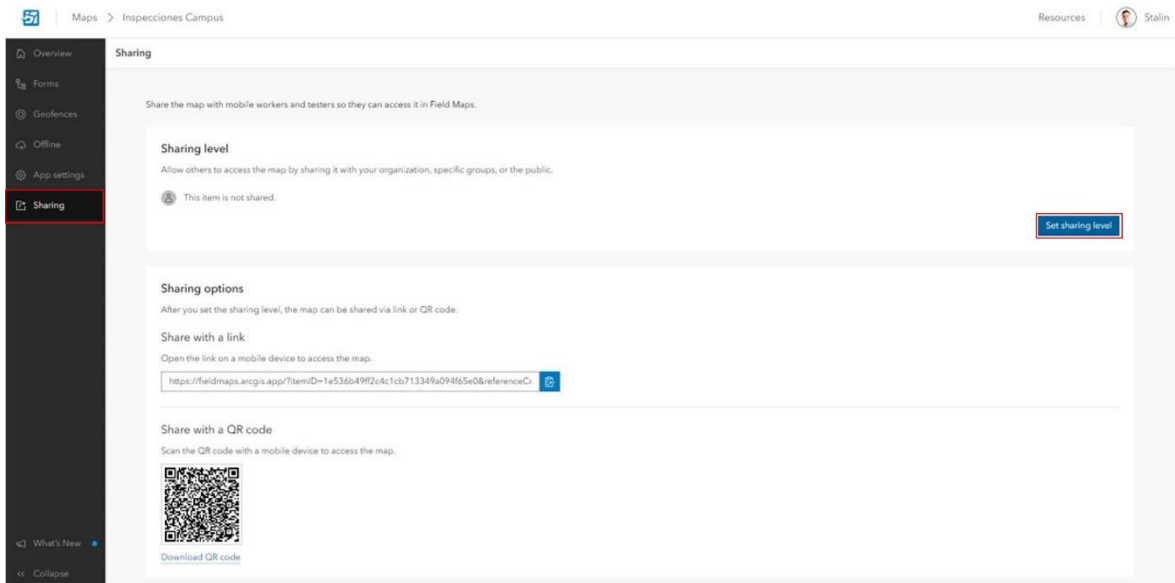 Maps > Inspecciones Campus
Resources
Stalin
Overview
Forms
Geofences
Offline
App settings
Sharing
What's New
<< Collapse
Sharing
Share the map with mobile workers and testers so they can access it in Field Maps.
Sharing level
Allow others to access the map by sharing it with your organization, specific groups, or the public.
This item is not shared.
Set sharing level
Sharing options
After you set the sharing level, the map can be shared via link or QR code.
Share with a link
Open the link on a mobile device to access the map.
https://fieldmaps.arcgis.app/?itemID=1e536b49ff2c4c1cb713349a094f65e0&referenceCo
Share with a QR code
Scan the QR code with a mobile device to access the map.
Download QR code